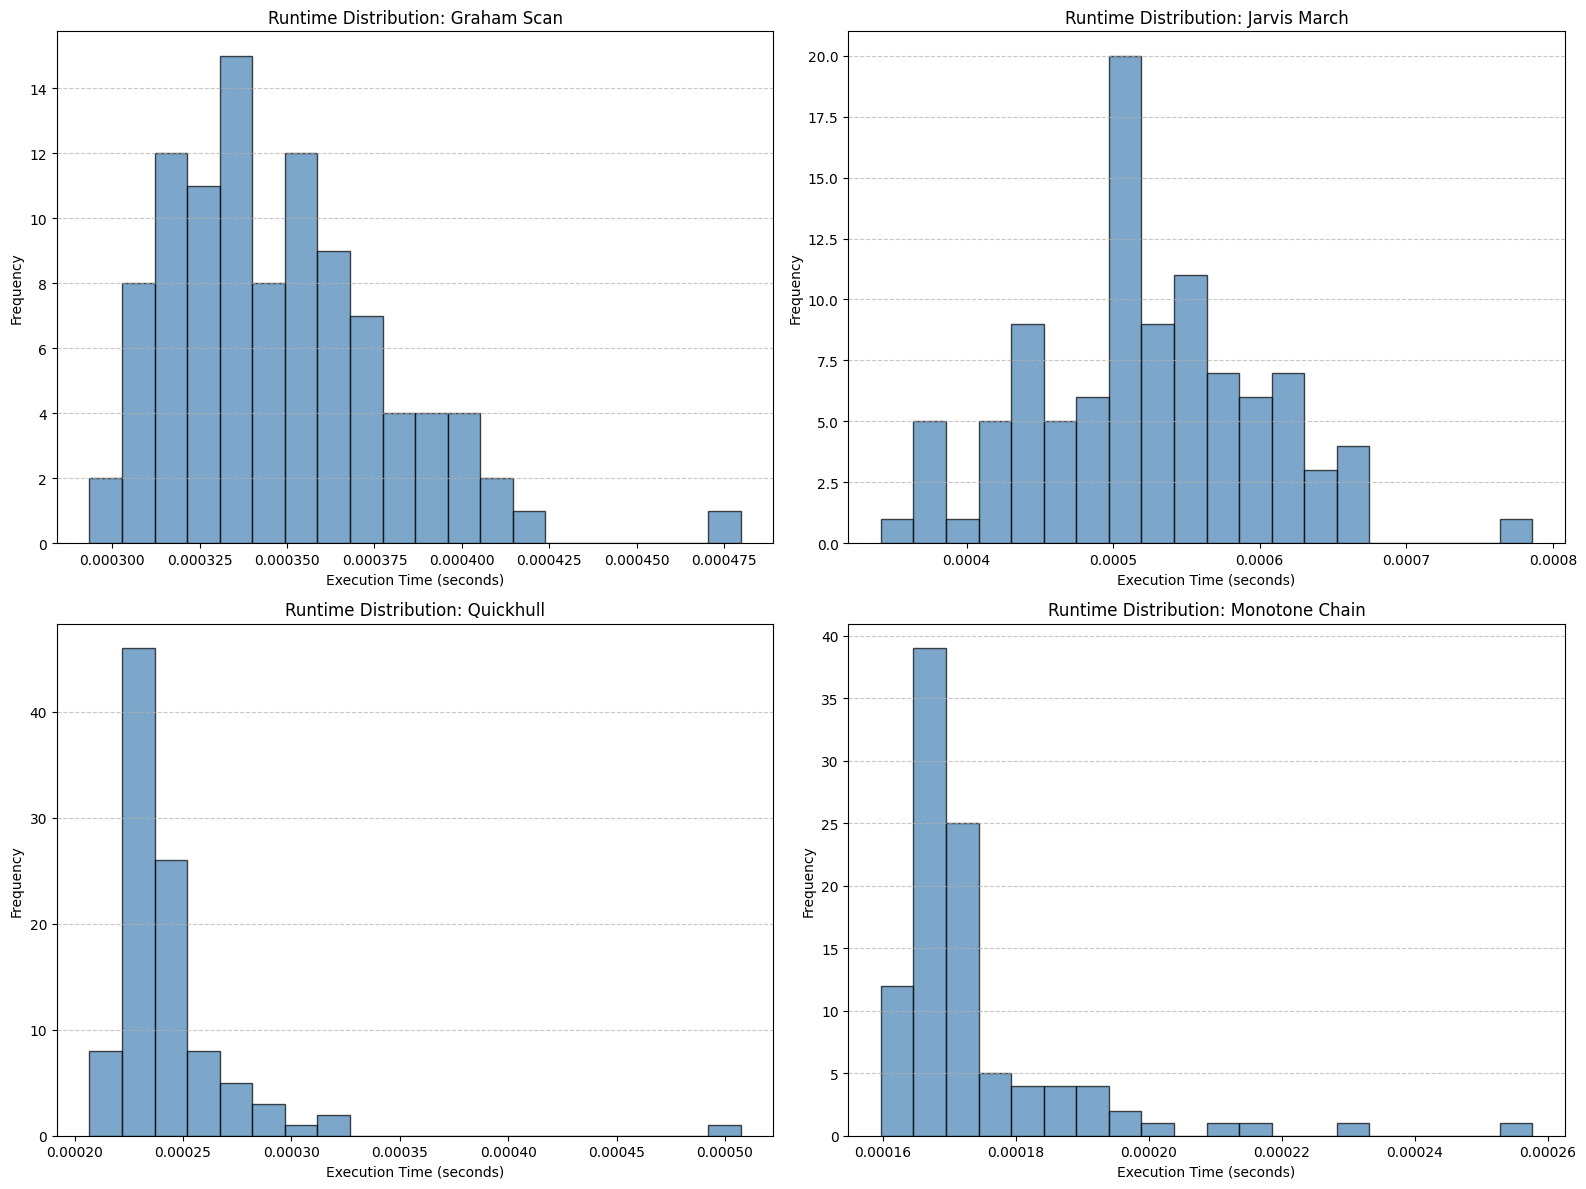 Runtime Distribution: Graham Scan
Frequency
14
12
10
8
6
4
2
0
0.000300 0.000325 0.000350 0.000375 0.000400 0.000425 0.000450 0.000475
Execution Time (seconds)
Runtime Distribution: Jarvis March
Frequency
20.0
17.5
15.0
12.5
10.0
7.5
5.0
2.5
0.0
0.0004 0.0005 0.0006 0.0007 0.0008
Execution Time (seconds)
Runtime Distribution: Quickhull
Frequency
40
30
20
10
0
0.00020 0.00025 0.00030 0.00035 0.00040 0.00045 0.00050
Execution Time (seconds)
Runtime Distribution: Monotone Chain
Frequency
40
35
30
25
20
15
10
5
0
0.00016 0.00018 0.00020 0.00022 0.00024 0.00026
Execution Time (seconds)